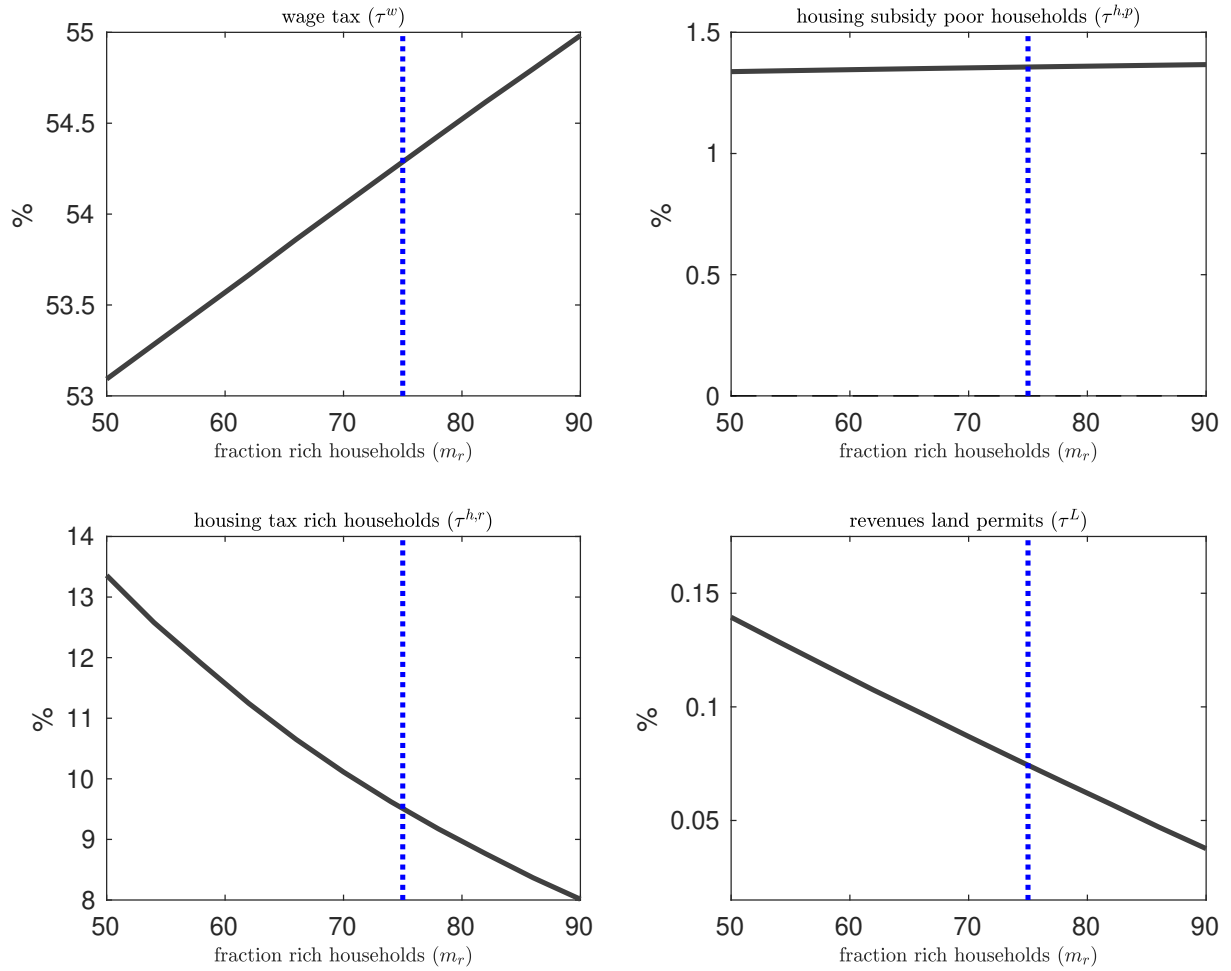 wage tax (τ^w)
55
54.5
54
53.5
53
%
50 60 70 80 90
fraction rich households (m_r)
housing subsidy poor households (τ^{h,p})
1.5
1
0.5
0
%
50 60 70 80 90
fraction rich households (m_r)
housing tax rich households (τ^{h,r})
14
13
12
11
10
9
8
%
50 60 70 80 90
fraction rich households (m_r)
revenues land permits (τ^L)
0.15
0.1
0.05
%
50 60 70 80 90
fraction rich households (m_r)